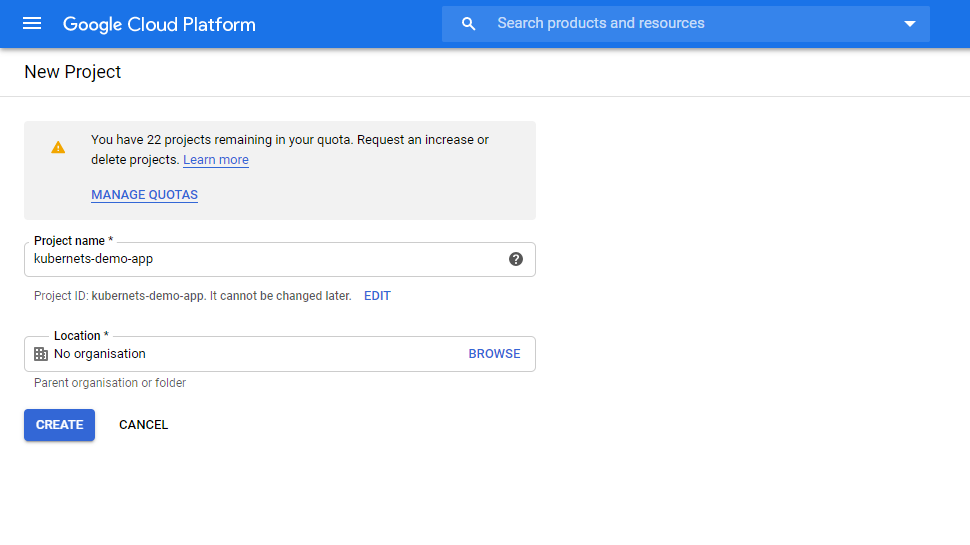 Google Cloud Platform
Search products and resources
New Project
You have 22 projects remaining in your quota. Request an increase or
delete projects. Learn more
MANAGE QUOTAS
Project name *
kubernets-demo-app
Project ID: kubernets-demo-app. It cannot be changed later. EDIT
Location *
No organisation BROWSE
Parent organisation or folder
CREATE CANCEL